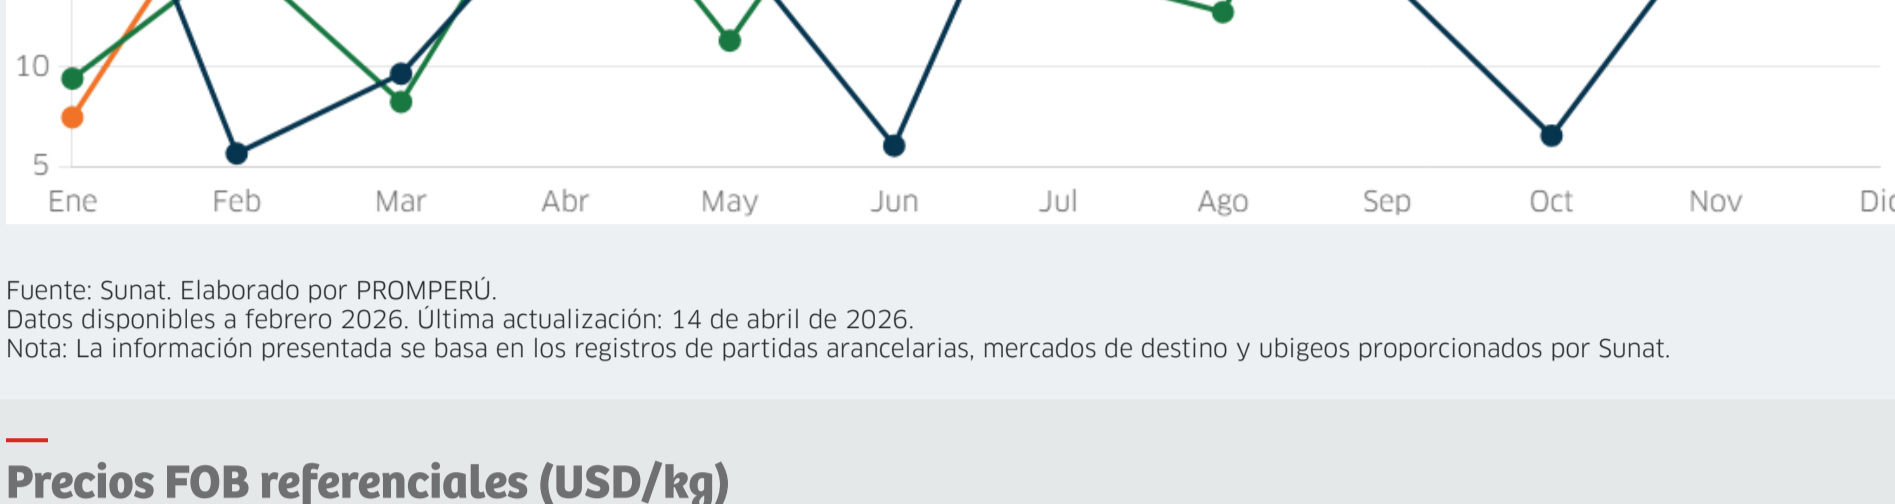 10
5
Ene Feb Mar Abr May Jun Jul Ago Sep Oct Nov
Fuente: Sunat. Elaborado por PROMPERÚ.
Datos disponibles a febrero 2026. Última actualización: 14 de abril de 2026.
Nota: La información presentada se basa en los registros de partidas arancelarias, mercados de destino y ubigeos proporcionados por Sunat.
Precios FOB referenciales (USD/kg)